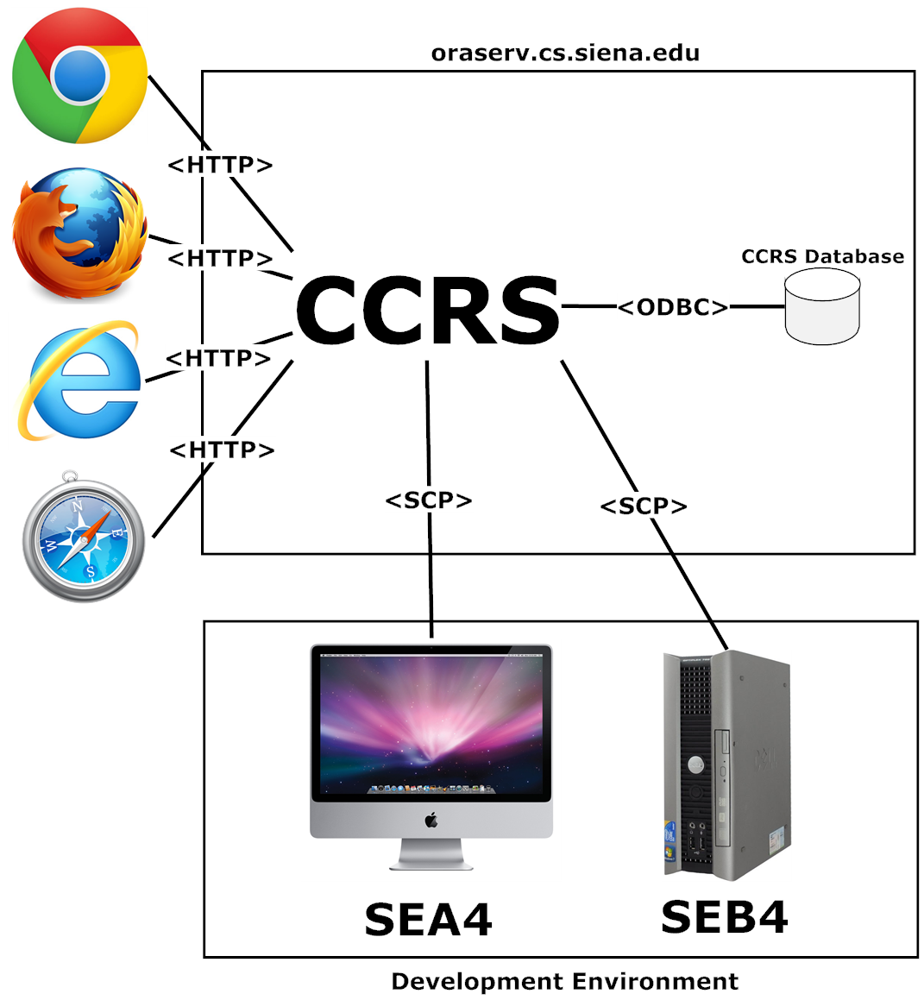 oraserv.cs.siena.edu
<HTTP>
<HTTP>
CCRS Database
CCRS
<ODBC>
<HTTP>
<HTTP>
<SCP>
<SCP>
N
E
W
S
SEA4
SEB4
Development Environment